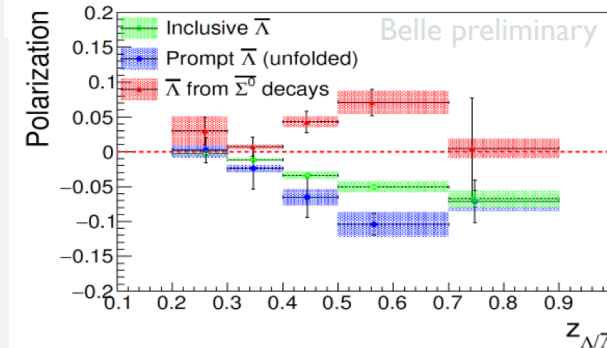 Belle preliminary
Inclusive Λ̅
Prompt Λ̅ (unfolded)
Λ̅ from Σ̅⁰ decays
Polarization
0.2
0.15
0.1
0.05
0
−0.05
−0.1
−0.15
−0.2
0.1 0.2 0.3 0.4 0.5 0.6 0.7 0.8 0.9
z Λ/Λ̅